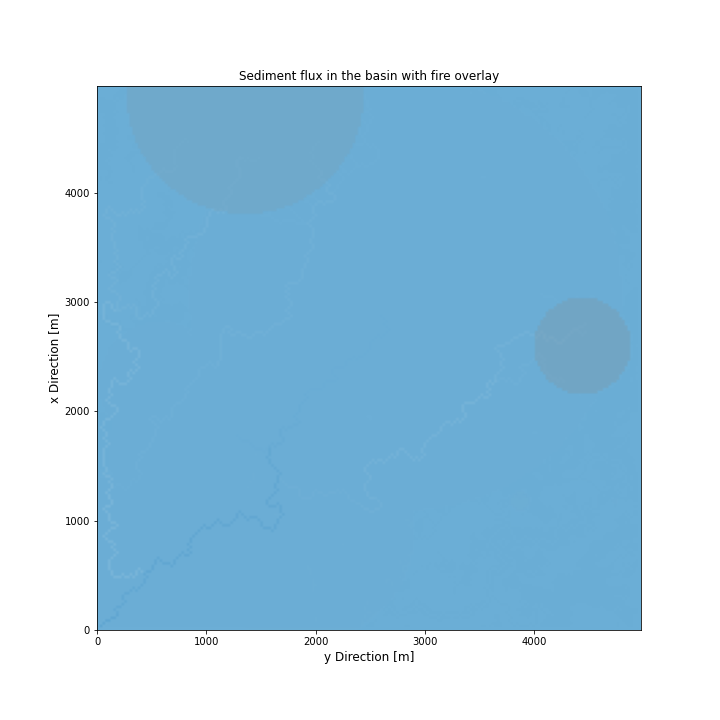 Sediment flux in the basin with fire overlay
x Direction [m]
4000
3000
2000
1000
0
0 1000 2000 3000 4000
y Direction [m]